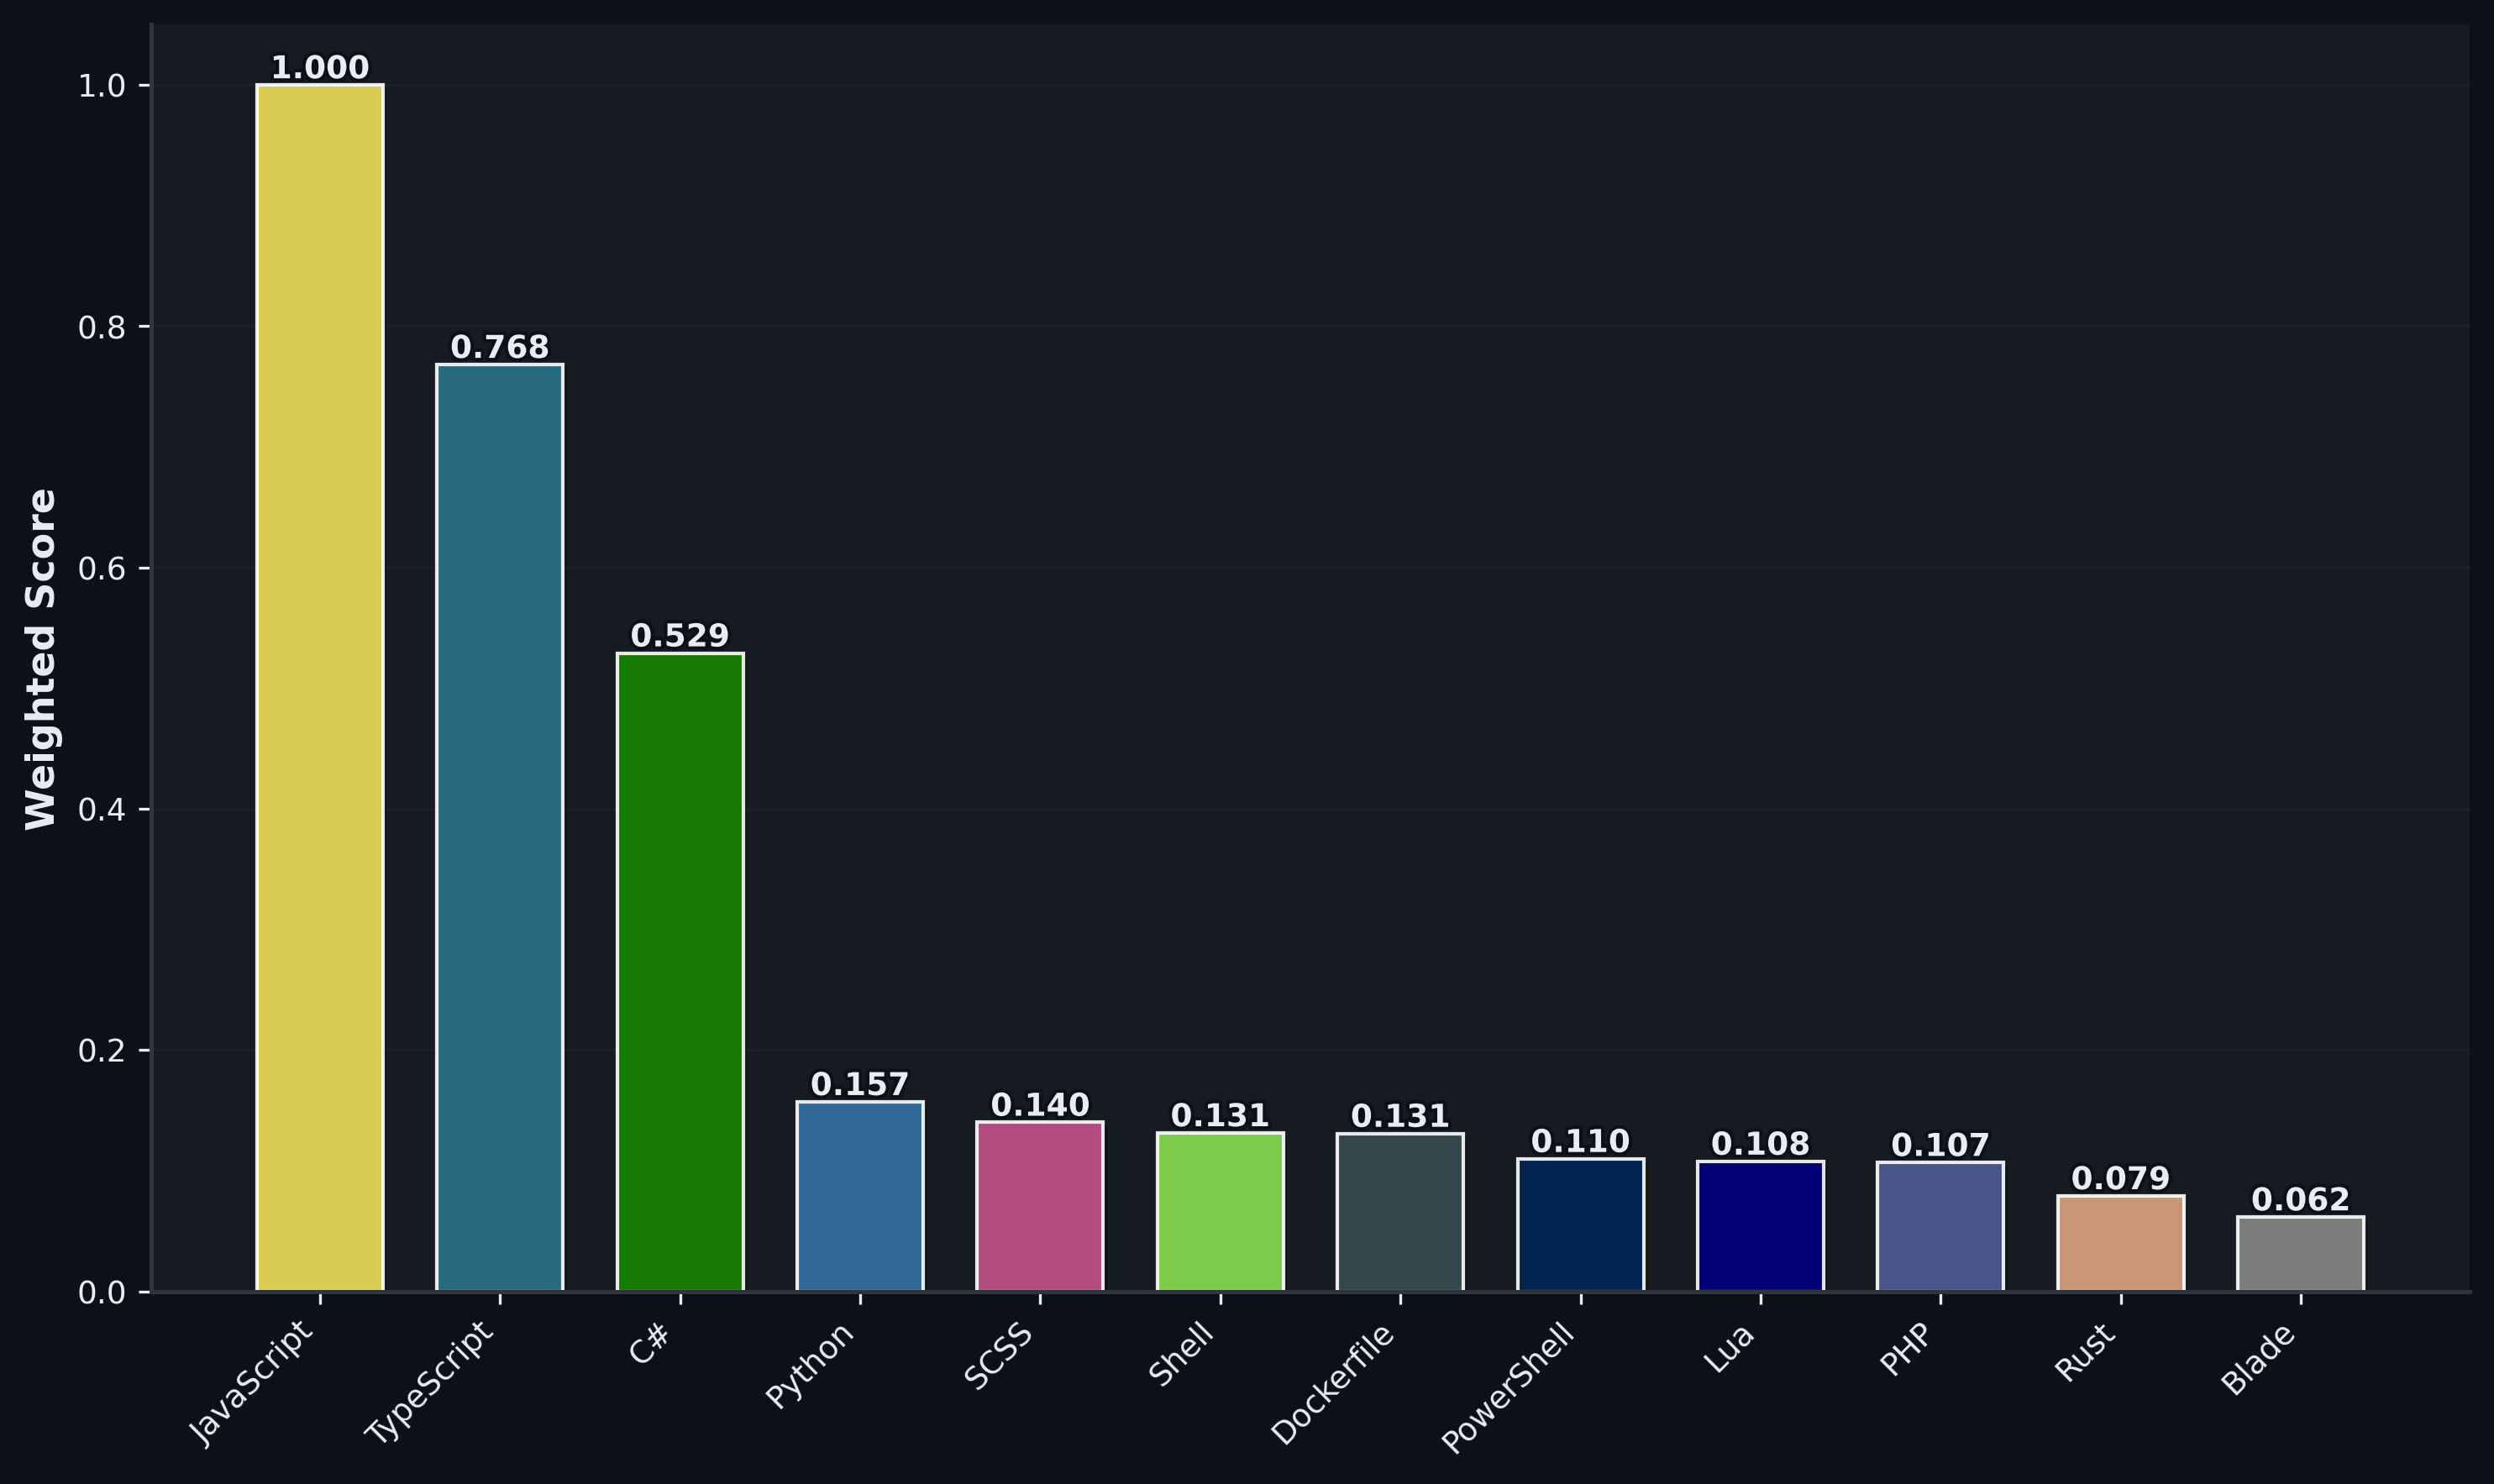 Weighted Score
1.0
0.8
0.6
0.4
0.2
0.0
1.000
0.768
0.529
0.157
0.140
0.131
0.131
0.110
0.108
0.107
0.079
0.062
JavaScript
TypeScript
C#
Python
SCSS
Shell
Dockerfile
PowerShell
Lua
PHP
Rust
Blade